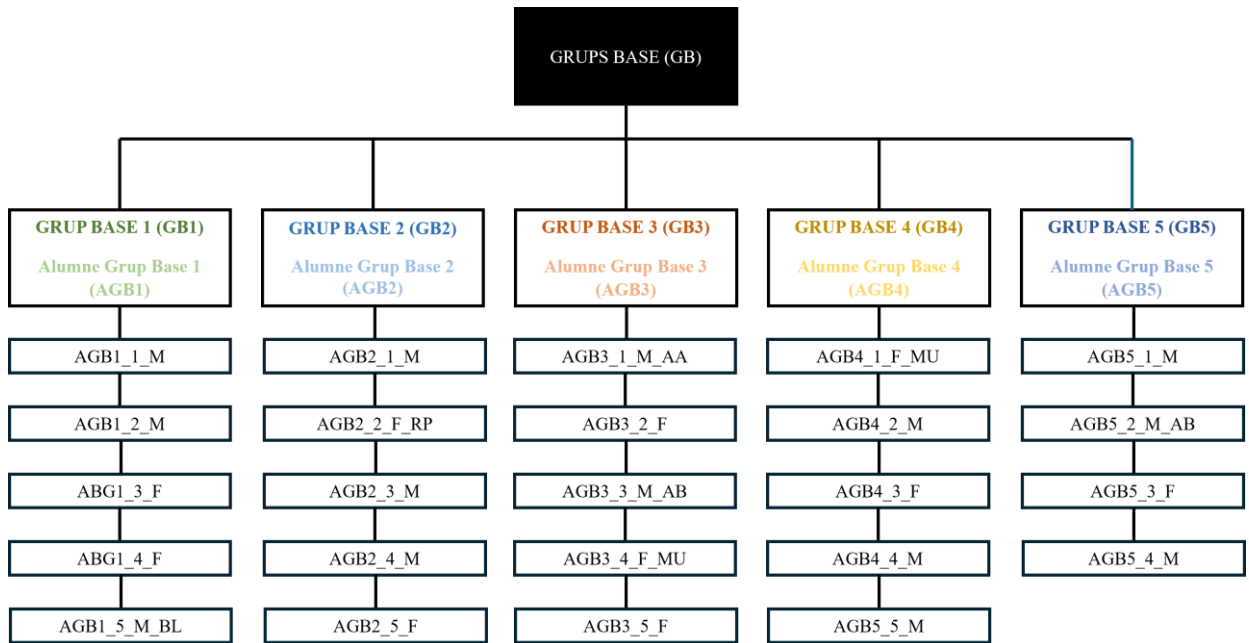 GRUPS BASE (GB)
GRUP BASE 1 (GB1)
Alumne Grup Base 1
(AGB1)
AGB1_1_M
AGB1_2_M
ABG1_3_F
ABG1_4_F
AGB1_5_M_BL
GRUP BASE 2 (GB2)
Alumne Grup Base 2
(AGB2)
AGB2_1_M
AGB2_2_F_RP
AGB2_3_M
AGB2_4_M
AGB2_5_F
GRUP BASE 3 (GB3)
Alumne Grup Base 3
(AGB3)
AGB3_1_M_AA
AGB3_2_F
AGB3_3_M_AB
AGB3_4_F_MU
AGB3_5_F
GRUP BASE 4 (GB4)
Alumne Grup Base 4
(AGB4)
AGB4_1_F_MU
AGB4_2_M
AGB4_3_F
AGB4_4_M
AGB5_5_M
GRUP BASE 5 (GB5)
Alumne Grup Base 5
(AGB5)
AGB5_1_M
AGB5_2_M_AB
AGB5_3_F
AGB5_4_M